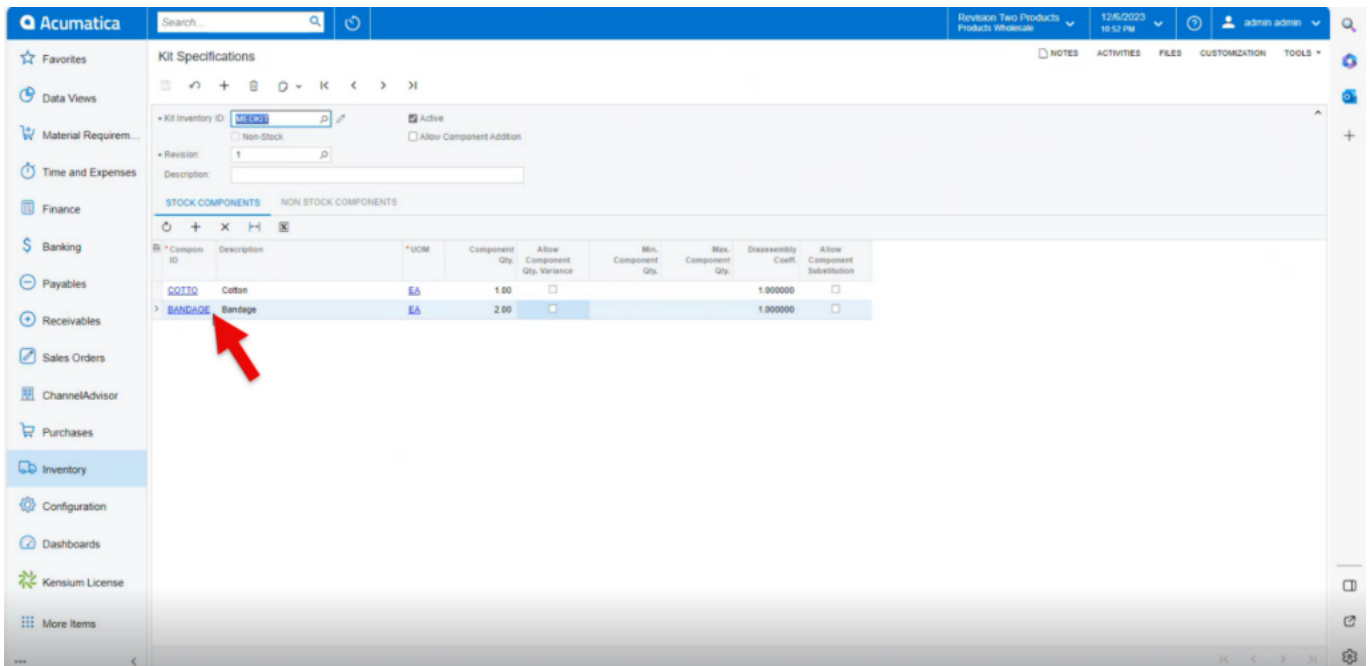 Acumatica
Search...
Revision Two Products
Products Wholesale
12/6/2023
10:52 PM
admin admin
Favorites
Data Views
Material Requirem...
Time and Expenses
Finance
Banking
Payables
Receivables
Sales Orders
ChannelAdvisor
Purchases
Inventory
Configuration
Dashboards
Kensium License
More Items
Kit Specifications
NOTES ACTIVITIES FILES CUSTOMIZATION TOOLS
* Kit Inventory ID: MEDKIT Active
Non-Stock Allow Component Addition
* Revision: 1
Description:
STOCK COMPONENTS NON STOCK COMPONENTS
* Compon ID Description * UOM Component Qty. Allow Component Qty. Variance Min. Component Qty. Max. Component Qty. Disassembly Coeff. Allow Component Substitution
COTTO Cotton EA 1.00 1.000000
BANDAGE Bandage EA 2.00 1.000000